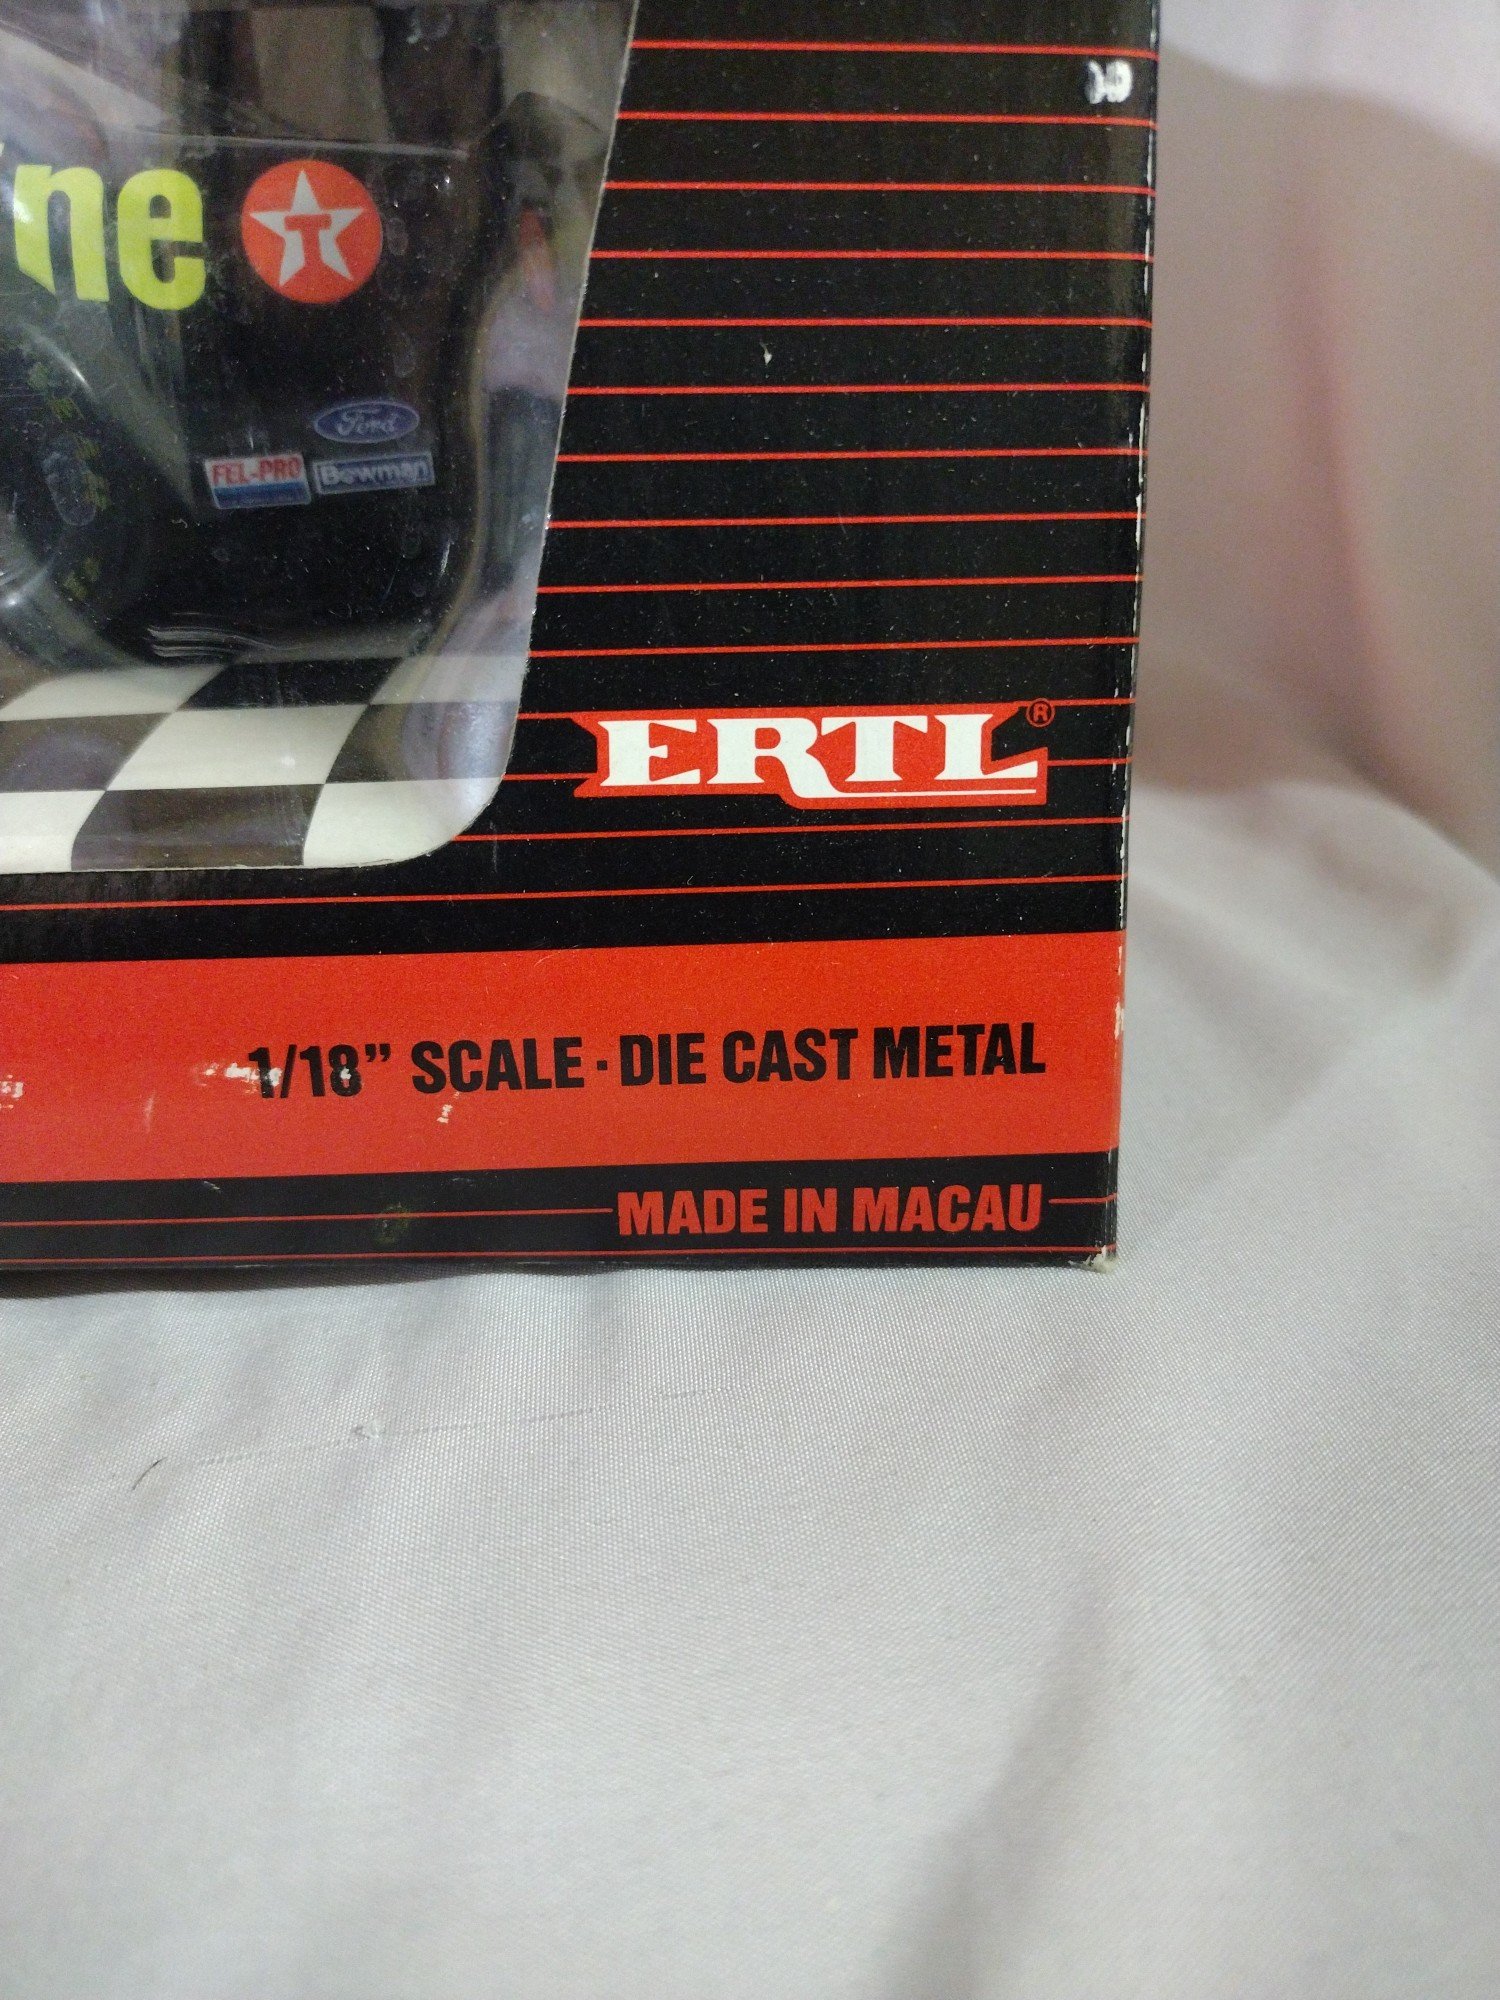 ne T
Ford
FEL-PRO Bowman
ERTL®
1/18” SCALE · DIE CAST METAL
MADE IN MACAU